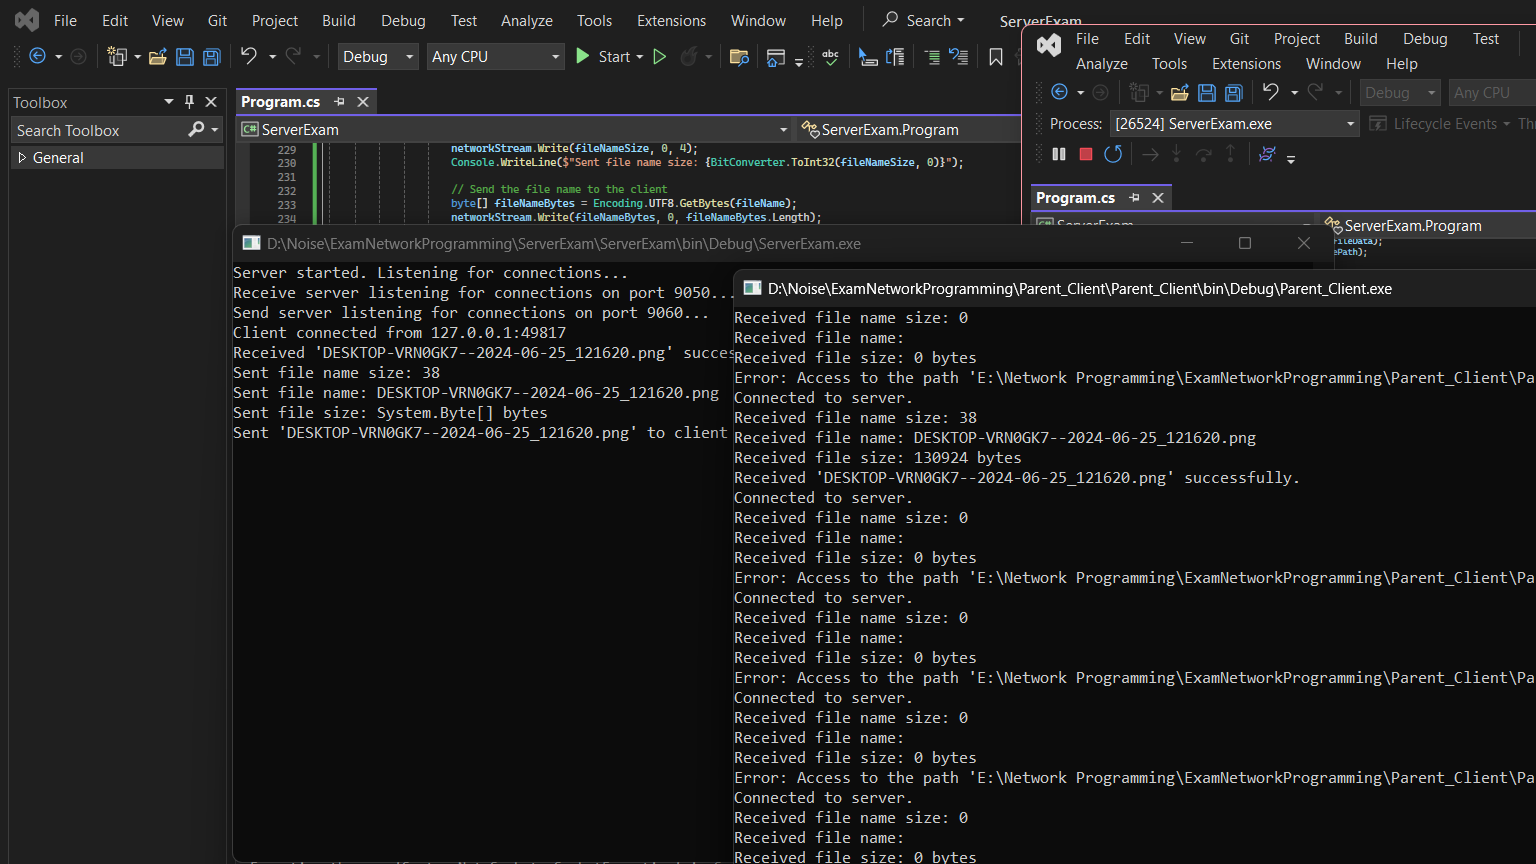 File Edit View Git Project Build Debug Test Analyze Tools Extensions Window Help Search ServerExam
Debug Any CPU Start
Toolbox
Search Toolbox
General
Program.cs
ServerExam ServerExam.Program
229 networkStream.Write(fileNameSize, 0, 4);
230 Console.WriteLine($"Sent file name size: {BitConverter.ToInt32(fileNameSize, 0)}");
231
232 // Send the file name to the client
233 byte[] fileNameBytes = Encoding.UTF8.GetBytes(fileName);
234 networkStream.Write(fileNameBytes, 0, fileNameBytes.Length);
File Edit View Git Project Build Debug Test
Analyze Tools Extensions Window Help
Debug Any CPU
Process: [26524] ServerExam.exe Lifecycle Events
Program.cs
ServerExam ServerExam.Program
ileData);
ePath);
D:\Noise\ExamNetworkProgramming\ServerExam\ServerExam\bin\Debug\ServerExam.exe
Server started. Listening for connections...
Receive server listening for connections on port 9050...
Send server listening for connections on port 9060...
Client connected from 127.0.0.1:49817
Received 'DESKTOP-VRN0GK7--2024-06-25_121620.png' succes
Sent file name size: 38
Sent file name: DESKTOP-VRN0GK7--2024-06-25_121620.png
Sent file size: System.Byte[] bytes
Sent 'DESKTOP-VRN0GK7--2024-06-25_121620.png' to client
D:\Noise\ExamNetworkProgramming\Parent_Client\Parent_Client\bin\Debug\Parent_Client.exe
Received file name size: 0
Received file name:
Received file size: 0 bytes
Error: Access to the path 'E:\Network Programming\ExamNetworkProgramming\Parent_Client\Pa
Connected to server.
Received file name size: 38
Received file name: DESKTOP-VRN0GK7--2024-06-25_121620.png
Received file size: 130924 bytes
Received 'DESKTOP-VRN0GK7--2024-06-25_121620.png' successfully.
Connected to server.
Received file name size: 0
Received file name:
Received file size: 0 bytes
Error: Access to the path 'E:\Network Programming\ExamNetworkProgramming\Parent_Client\Pa
Connected to server.
Received file name size: 0
Received file name:
Received file size: 0 bytes
Error: Access to the path 'E:\Network Programming\ExamNetworkProgramming\Parent_Client\Pa
Connected to server.
Received file name size: 0
Received file name:
Received file size: 0 bytes
Error: Access to the path 'E:\Network Programming\ExamNetworkProgramming\Parent_Client\Pa
Connected to server.
Received file name size: 0
Received file name:
Received file size: 0 bytes